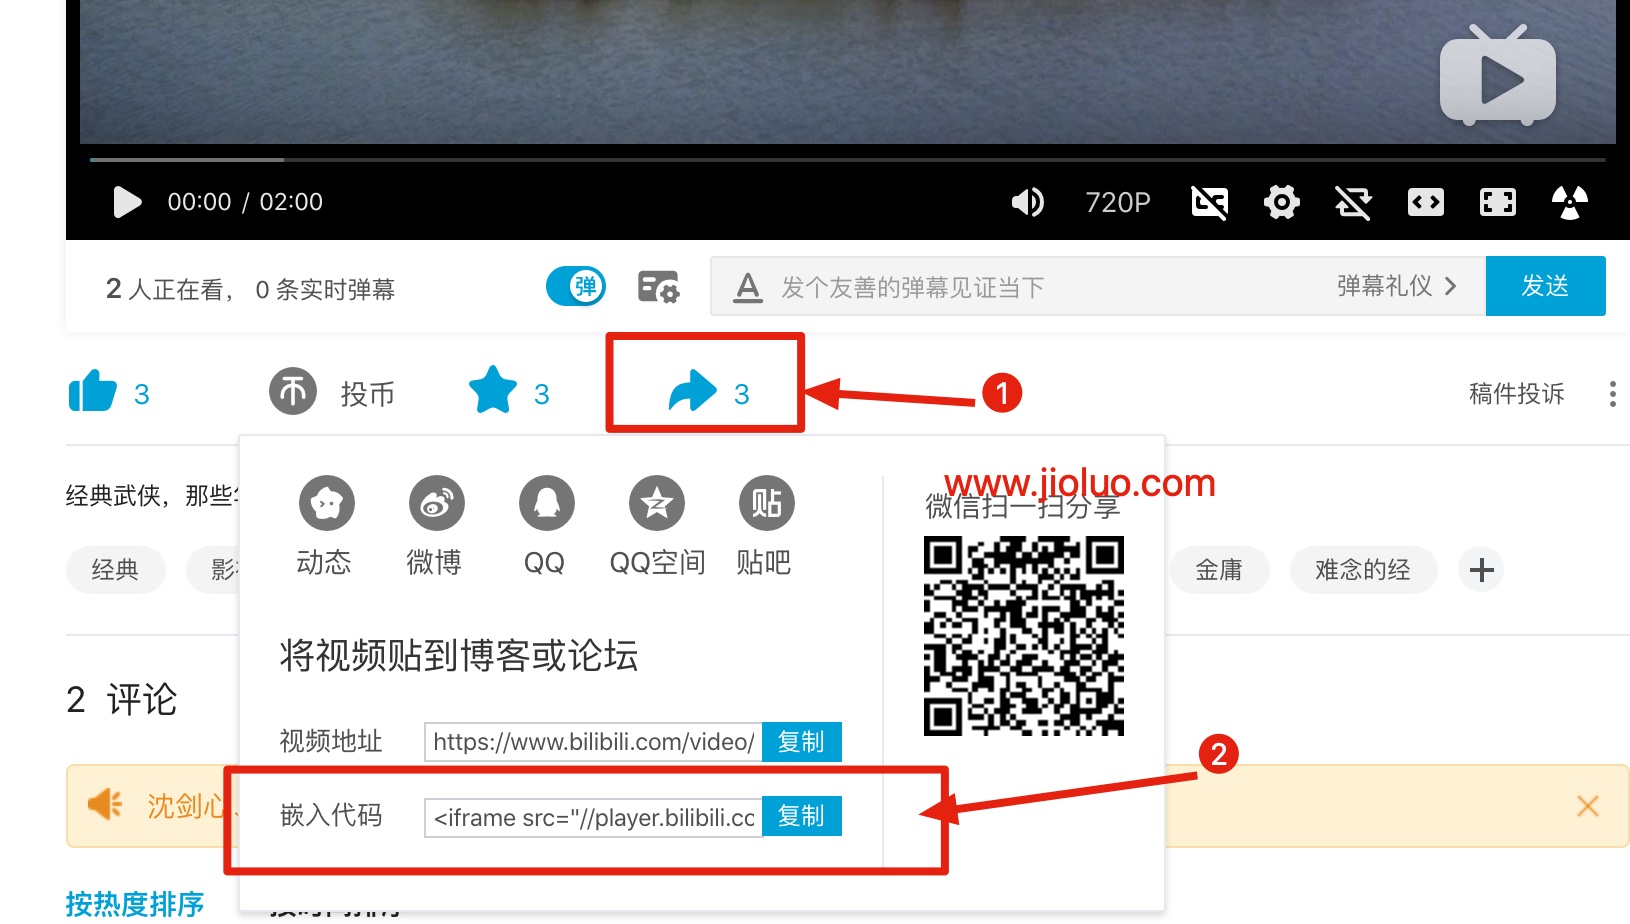 00:00 / 02:00
720P
2 人正在看， 0 条实时弹幕
弹
发个友善的弹幕见证当下
弹幕礼仪
发送
3
投币
3
3
1
稿件投诉
经典武侠，那些
www.jioluo.com
微信扫一扫分享
动态
微博
QQ
QQ空间
贴
贴吧
经典
影
金庸
难念的经
将视频贴到博客或论坛
2 评论
视频地址
https://www.bilibili.com/video/
复制
2
沈剑心
嵌入代码
<iframe src="//player.bilibili.cc
复制
按热度排序